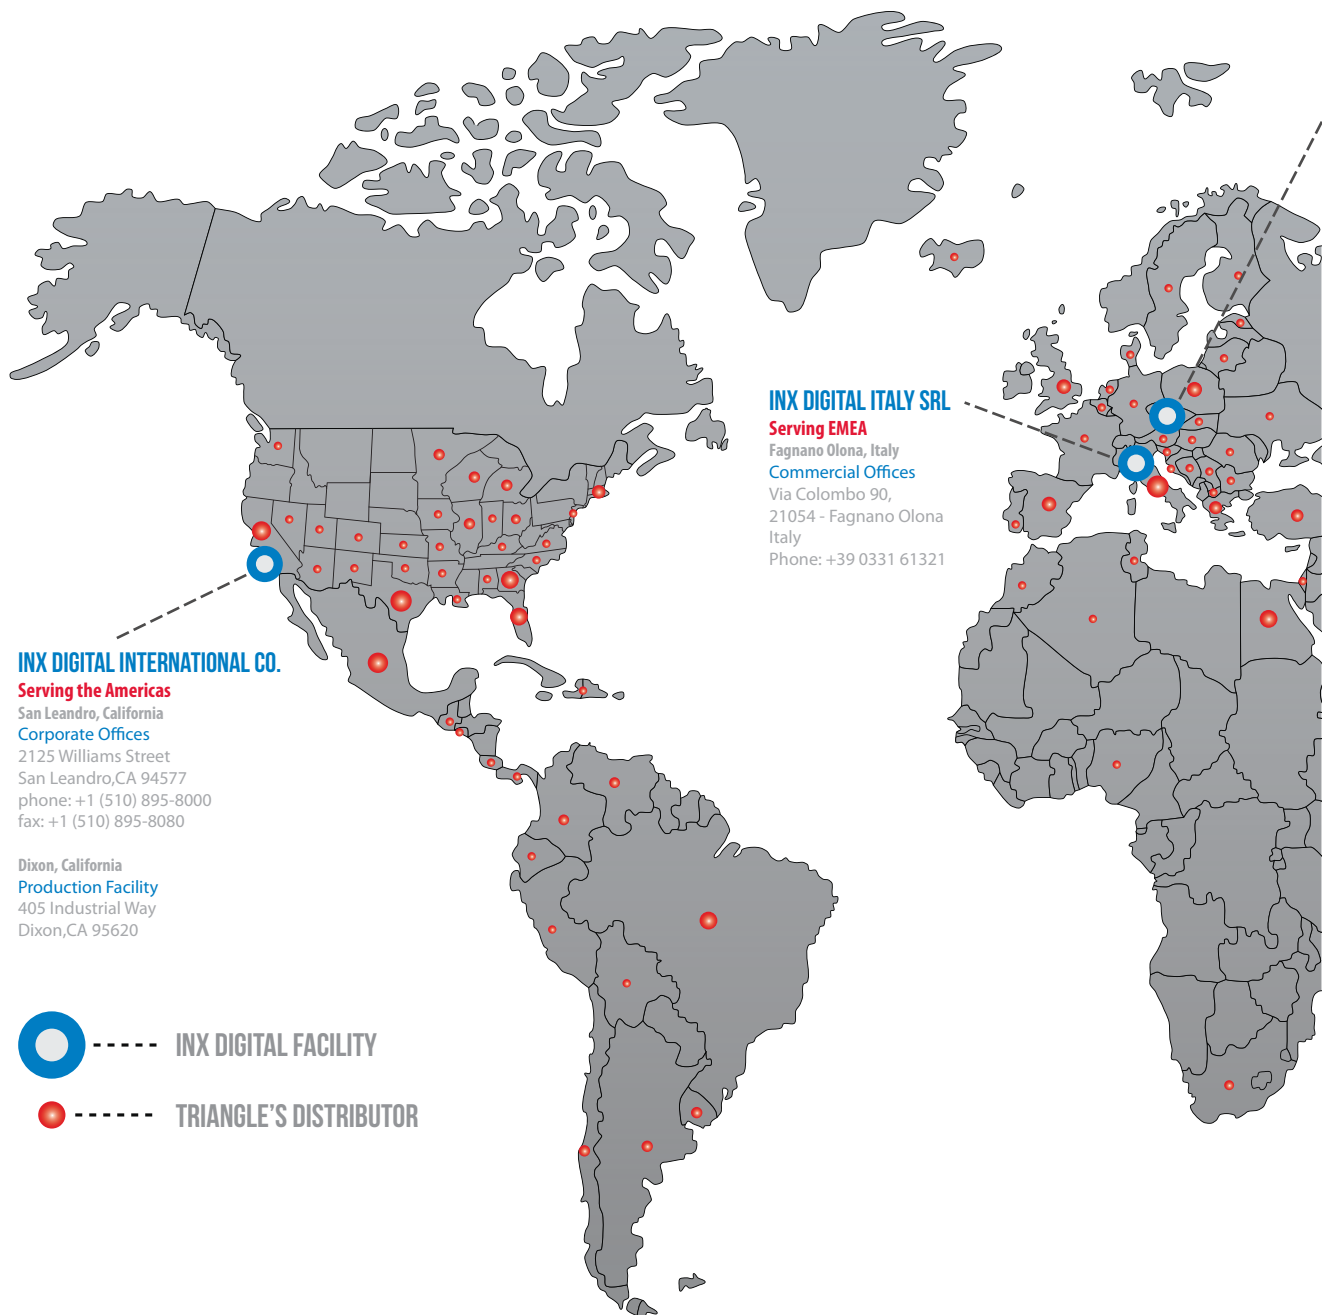 INX DIGITAL ITALY SRL
Serving EMEA
Fagnano Olona, Italy
Commercial Offices
Via Colombo 90,
21054 - Fagnano Olona
Italy
Phone: +39 0331 61321
INX DIGITAL INTERNATIONAL CO.
Serving the Americas
San Leandro, California
Corporate Offices
2125 Williams Street
San Leandro,CA 94577
phone: +1 (510) 895-8000
fax: +1 (510) 895-8080
Dixon, California
Production Facility
405 Industrial Way
Dixon,CA 95620
INX DIGITAL FACILITY
TRIANGLE'S DISTRIBUTOR